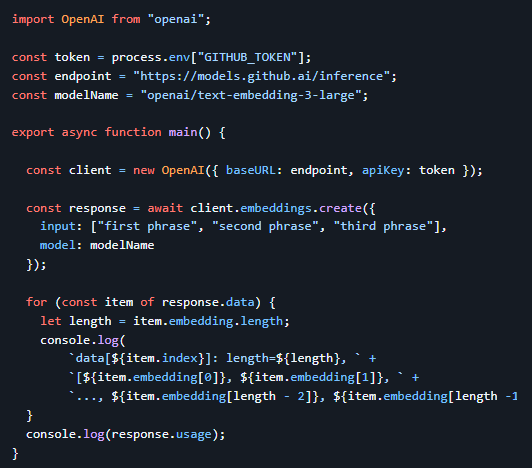 import OpenAI from "openai";
const token = process.env["GITHUB_TOKEN"];
const endpoint = "https://models.github.ai/inference";
const modelName = "openai/text-embedding-3-large";
export async function main() {
const client = new OpenAI({ baseURL: endpoint, apiKey: token });
const response = await client.embeddings.create({
input: ["first phrase", "second phrase", "third phrase"],
model: modelName
});
for (const item of response.data) {
let length = item.embedding.length;
console.log(
`data[${item.index}]: length=${length}, ` +
`[${item.embedding[0]}, ${item.embedding[1]}, ` +
`..., ${item.embedding[length - 2]}, ${item.embedding[length -1
}
console.log(response.usage);
}